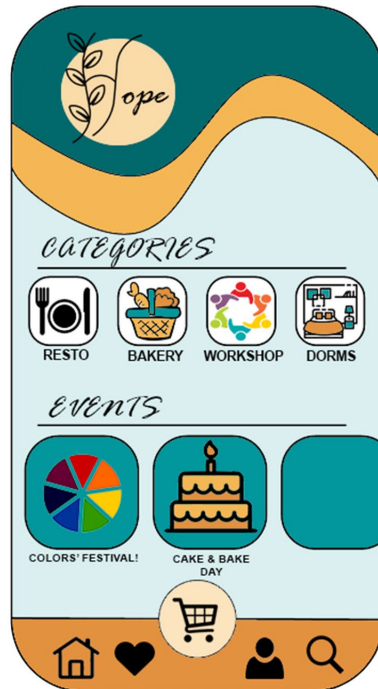 ope
CATEGORIES
RESTO BAKERY WORKSHOP DORMS
EVENTS
COLORS' FESTIVAL! CAKE & BAKE
DAY